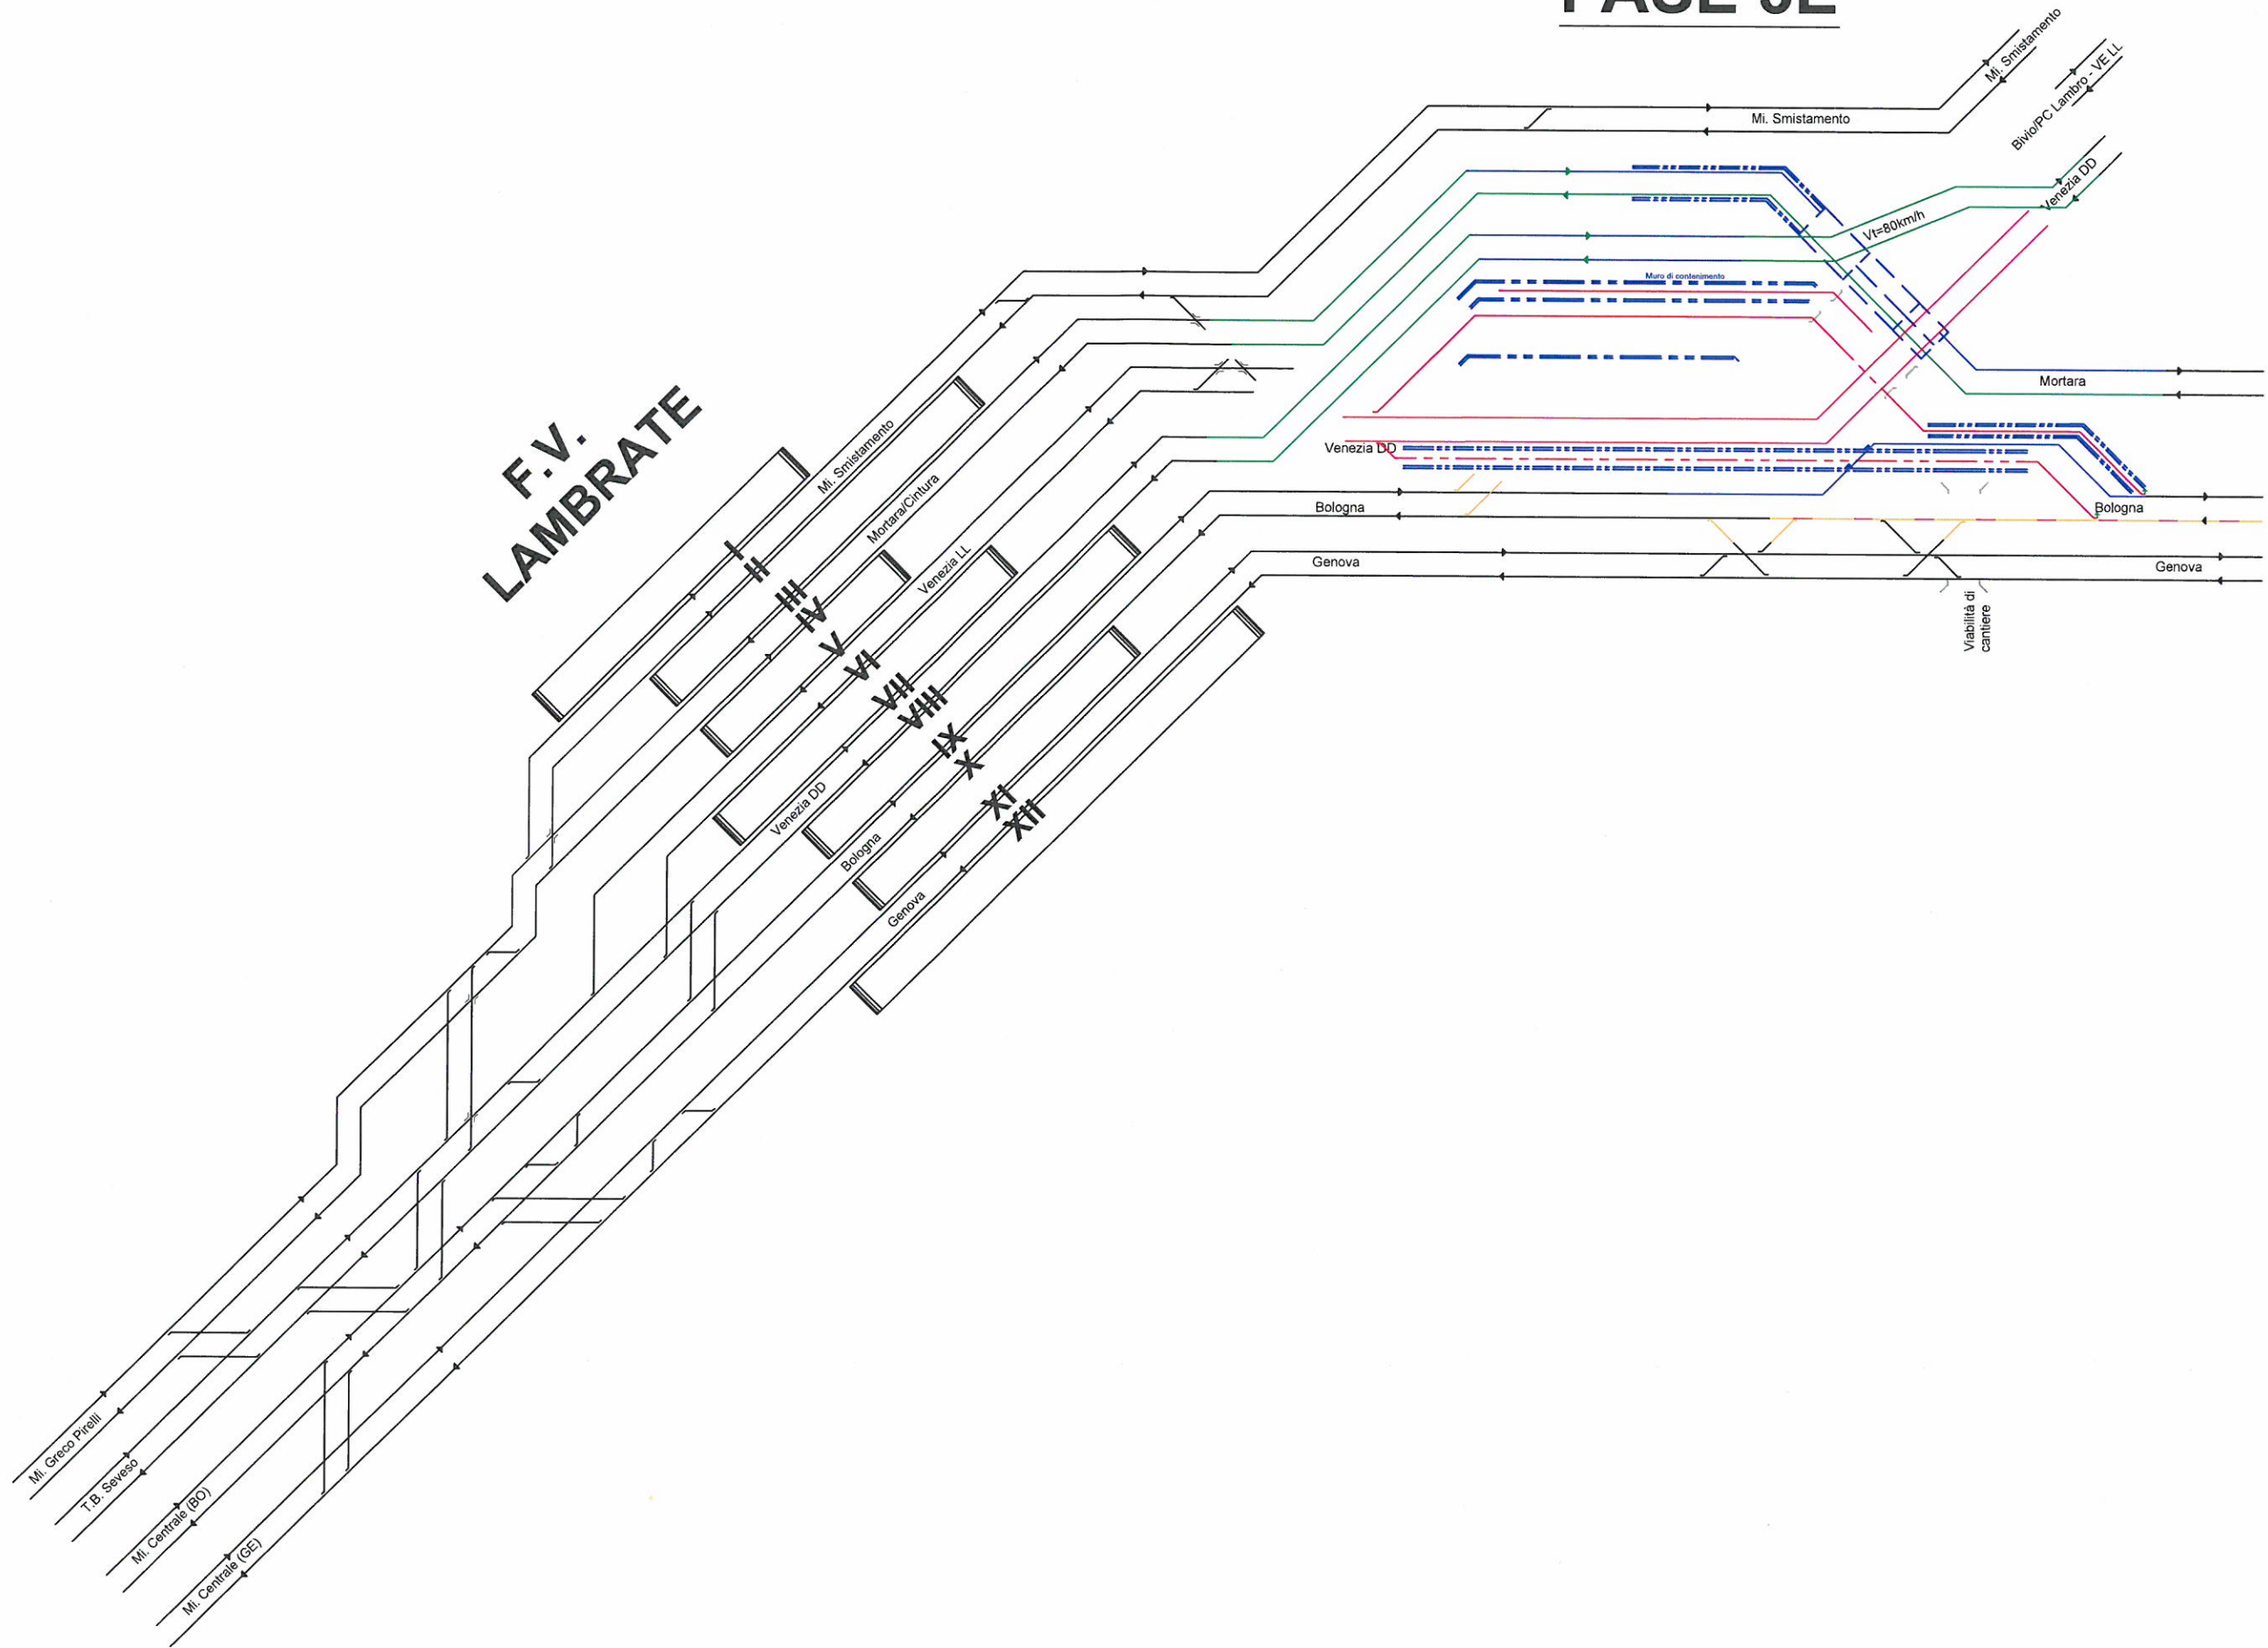 Mi. Smistamento
Bivio/PC Lambro - VE LL
Mi. Smistamento
Venezia DD
Vt=80km/h
Muro di contenimento
Mortara
F.V.
LAMBRATE
Mi. Smistamento
Mortara/Cintura
Venezia LL
Venezia DD
Bologna
Bologna
Genova
Genova
Viabilità di
cantiere
I
II
III
IV
V
VI
VII
VIII
IX
X
XI
XII
Venezia DD
Bologna
Genova
Mi. Greco Pirelli
T.B. Seveso
Mi. Centrale (BO)
Mi. Centrale (GE)